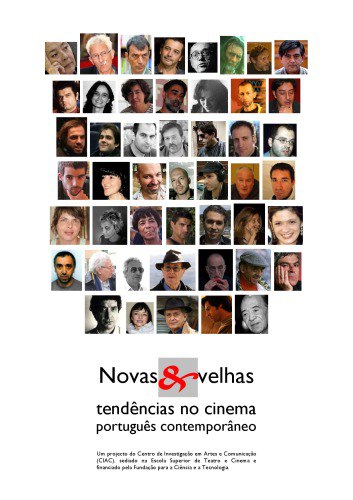 Novas & velhas
tendências no cinema
português contemporâneo
Um projecto do Centro de Investigação em Artes e Comunicação
(CIAC), sediado na Escola Superior de Teatro e Cinema e
financiado pelo Fundação para a Ciência e a Tecnologia.